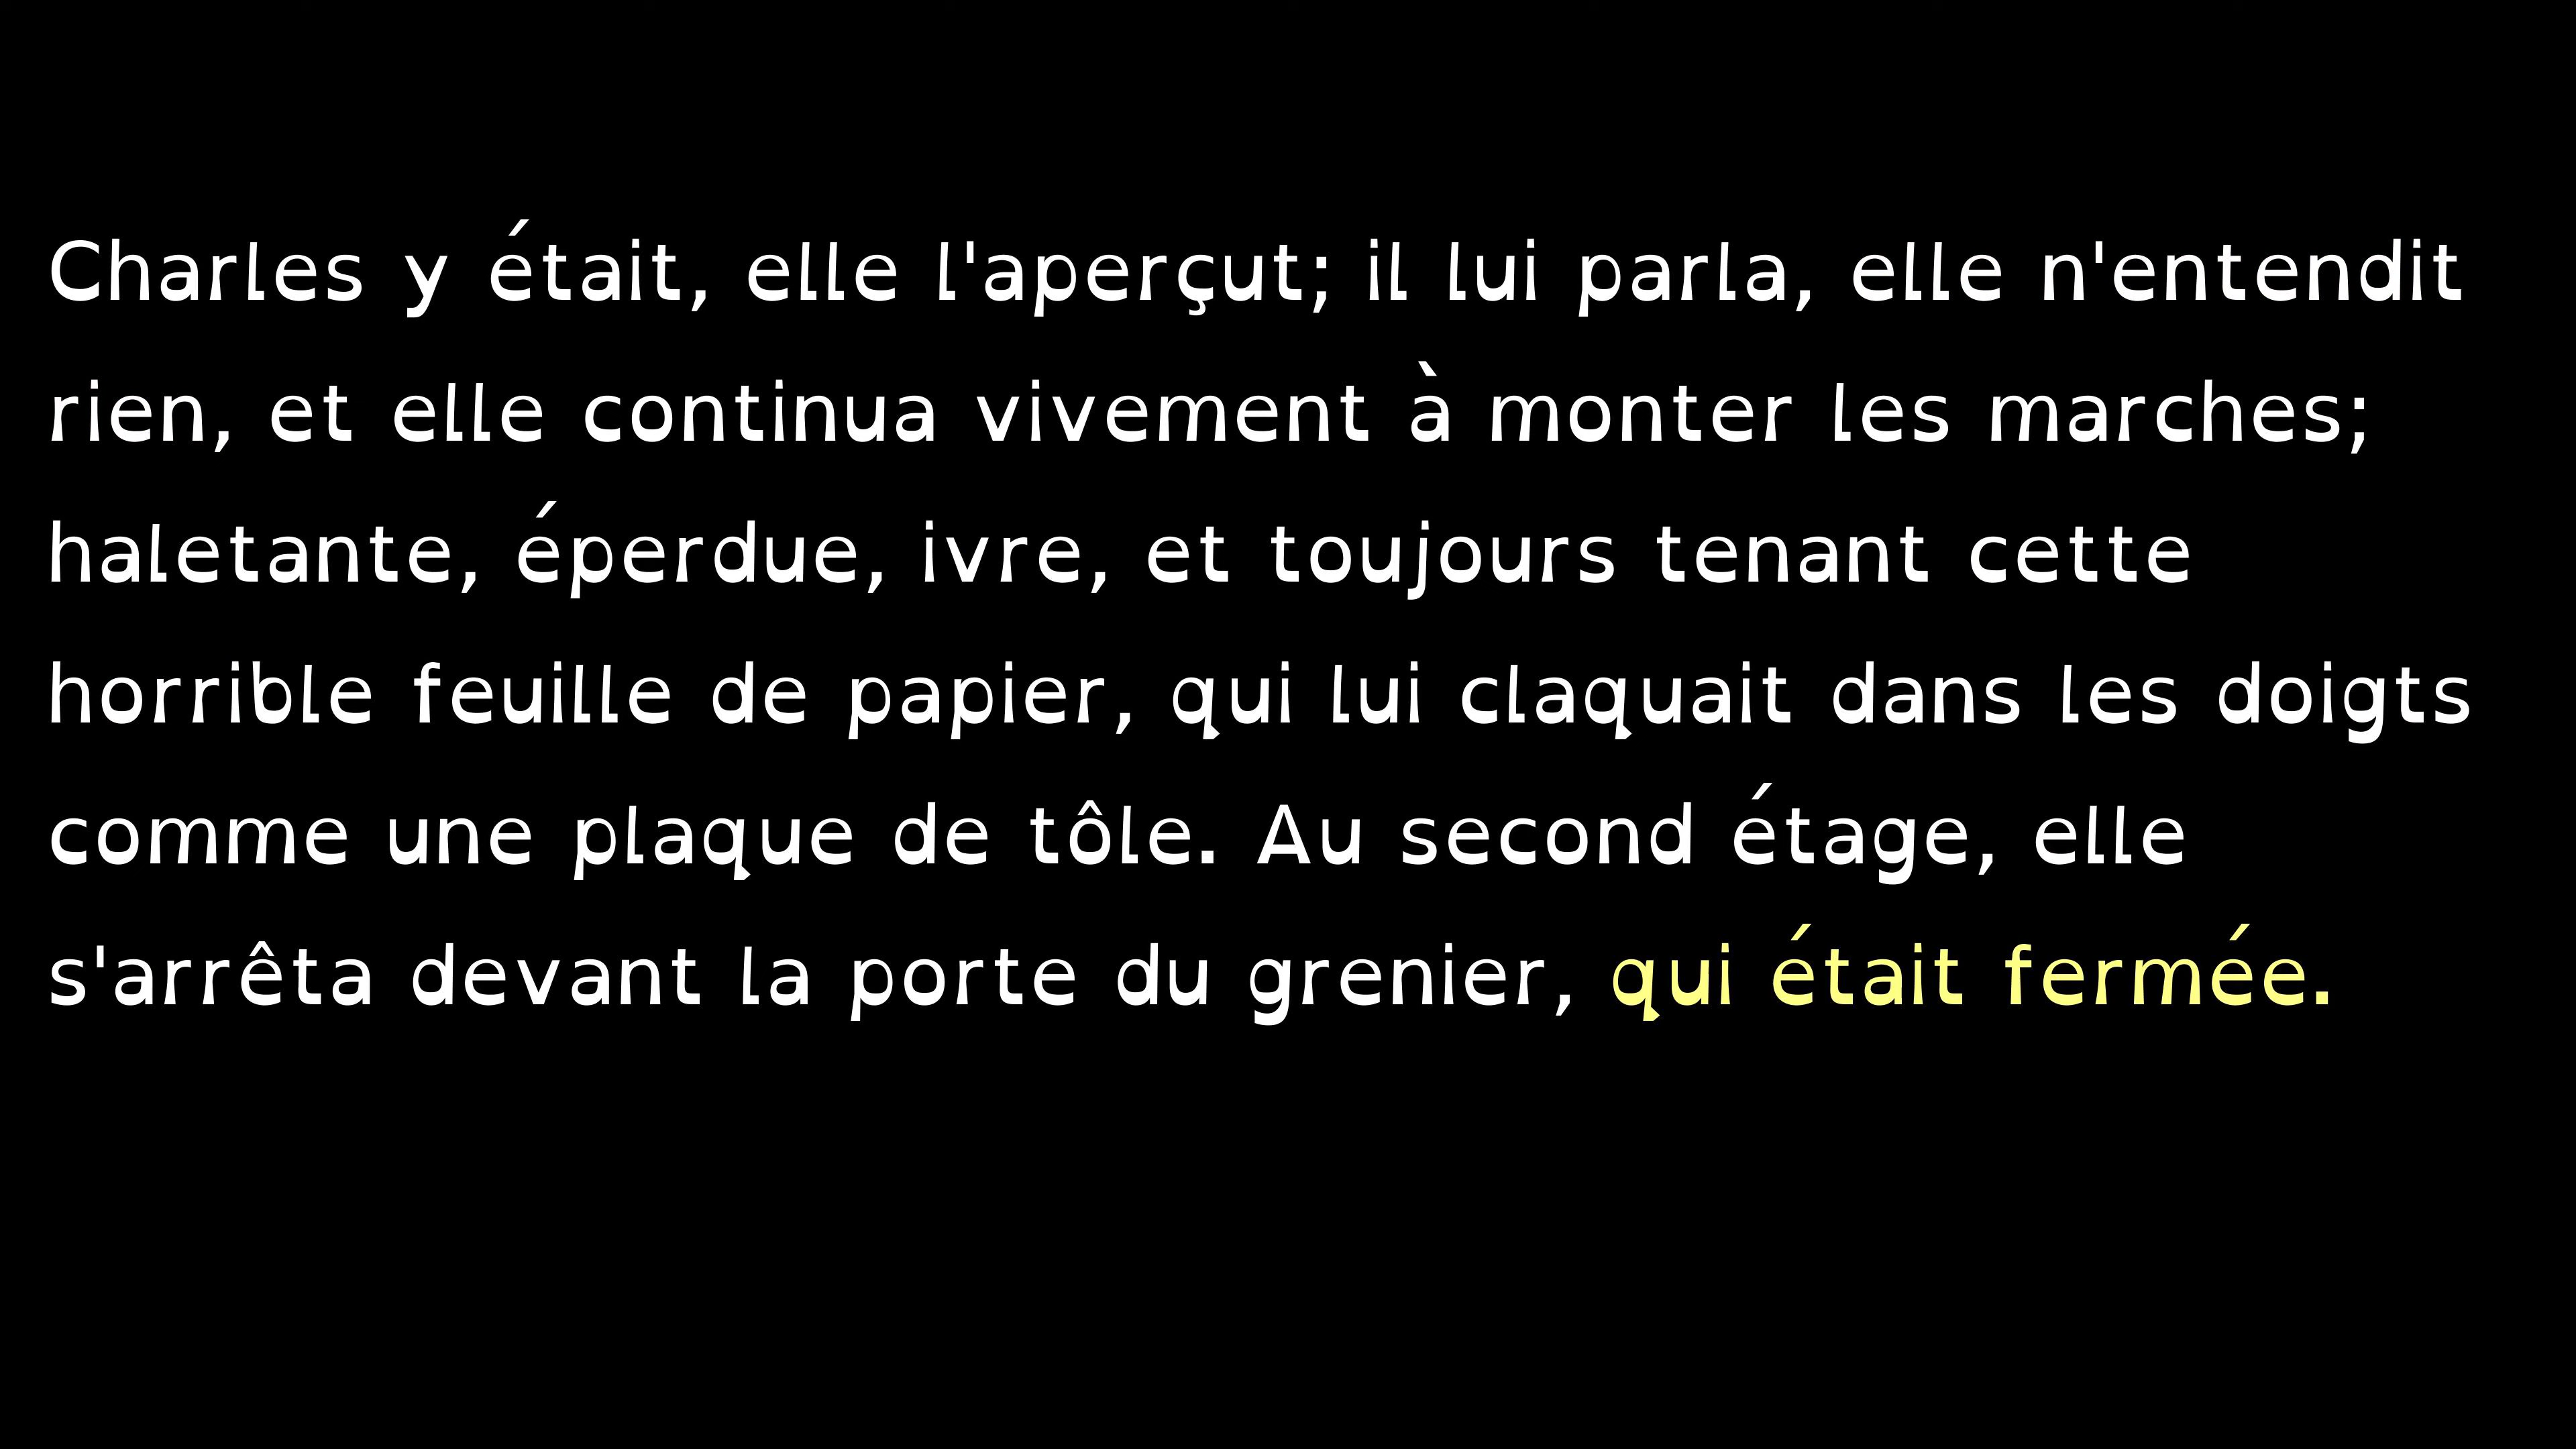 Charles y était, elle l'aperçut; il lui parla, elle n'entendit
rien, et elle continua vivement à monter les marches;
haletante, éperdue, ivre, et toujours tenant cette
horrible feuille de papier, qui lui claquait dans les doigts
comme une plaque de tôle. Au second étage, elle
s'arrêta devant la porte du grenier, qui était fermée.